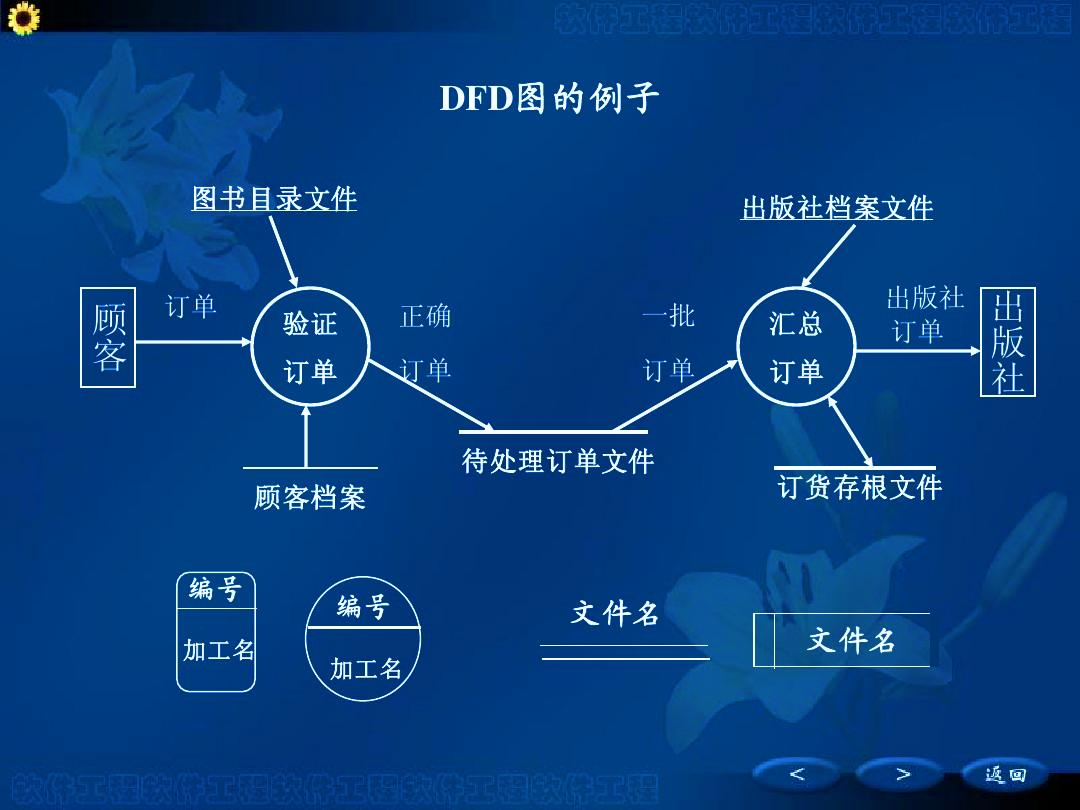 软件工程软件工程软件工程软件工程
DFD图的例子
图书目录文件
出版社档案文件
顾客
订单
验证
订单
正确
订单
一批
订单
汇总
订单
出版社
订单
出版社
待处理订单文件
顾客档案
订货存根文件
编号
加工名
编号
加工名
文件名
文件名
< > 返回
软件工程软件工程软件工程软件工程软件工程